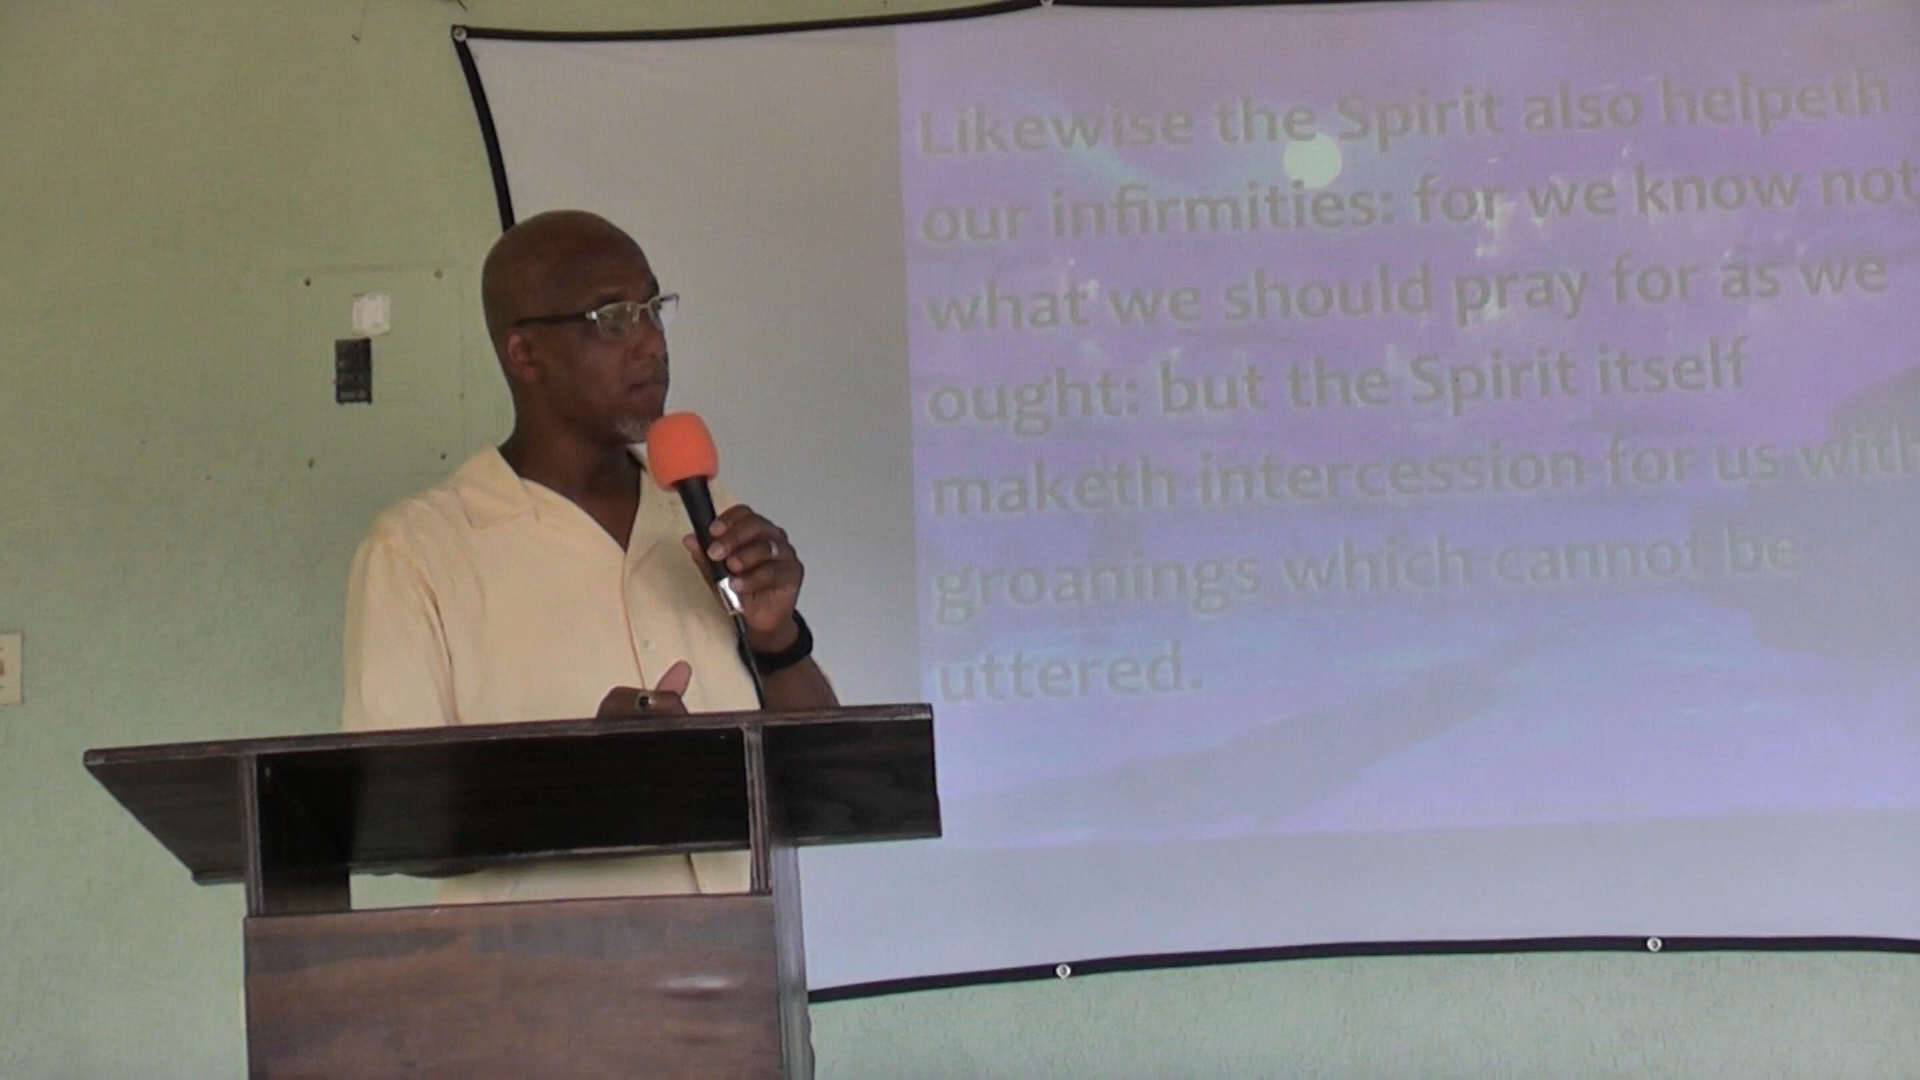 Likewise the Spirit also helpeth
our infirmities: for we know not
what we should pray for as we
ought: but the Spirit itself
maketh intercession for us with
groanings which cannot be
uttered.